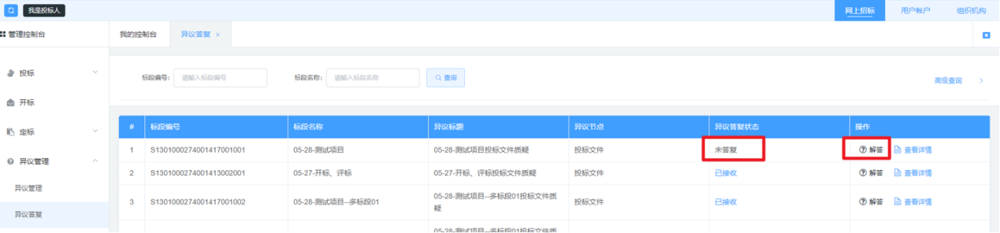 我是投标人
网上招标
用户帐户
组织机构
管理控制台
我的控制台
异议答复 ×
投标
开标
定标
异议管理
异议管理
异议答复
标段编号：
请输入标段编号
标段名称：
请输入标段名称
查询
高级查询
# 标段编号 标段名称 异议标题 异议节点 异议答复状态 操作
1 S1301000274001417001001 05-28-测试项目 05-28-测试项目投标文件质疑 投标文件 未答复 解答 查看详情
2 S1301000274001413002001 05-27-开标、评标 05-27-开标、评标投标文件质疑 投标文件 已接收 解答 查看详情
3 S1301000274001417001002 05-28-测试项目--多标段01 05-28-测试项目--多标段01投标文件质
疑 投标文件 已接收 解答 查看详情
05-28-测试项目--多标段01投标文件质